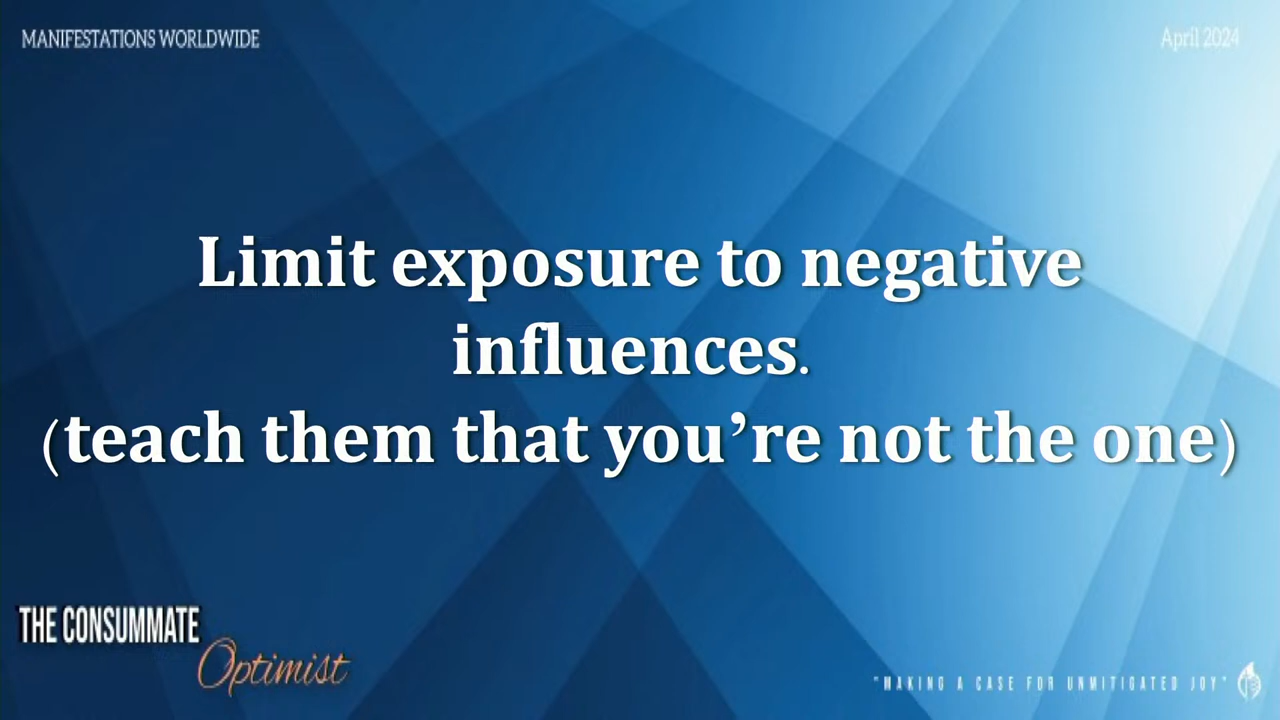 MANIFESTATIONS WORLDWIDE
April 2024
Limit exposure to negative
influences.
(teach them that you’re not the one)
THE CONSUMMATE
Optimist
"MAKING A CASE FOR UNMITIGATED JOY"